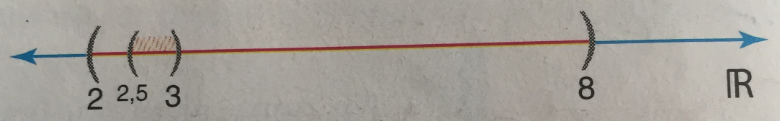 ( ( ) )
2 2,5 3 8 ℝ